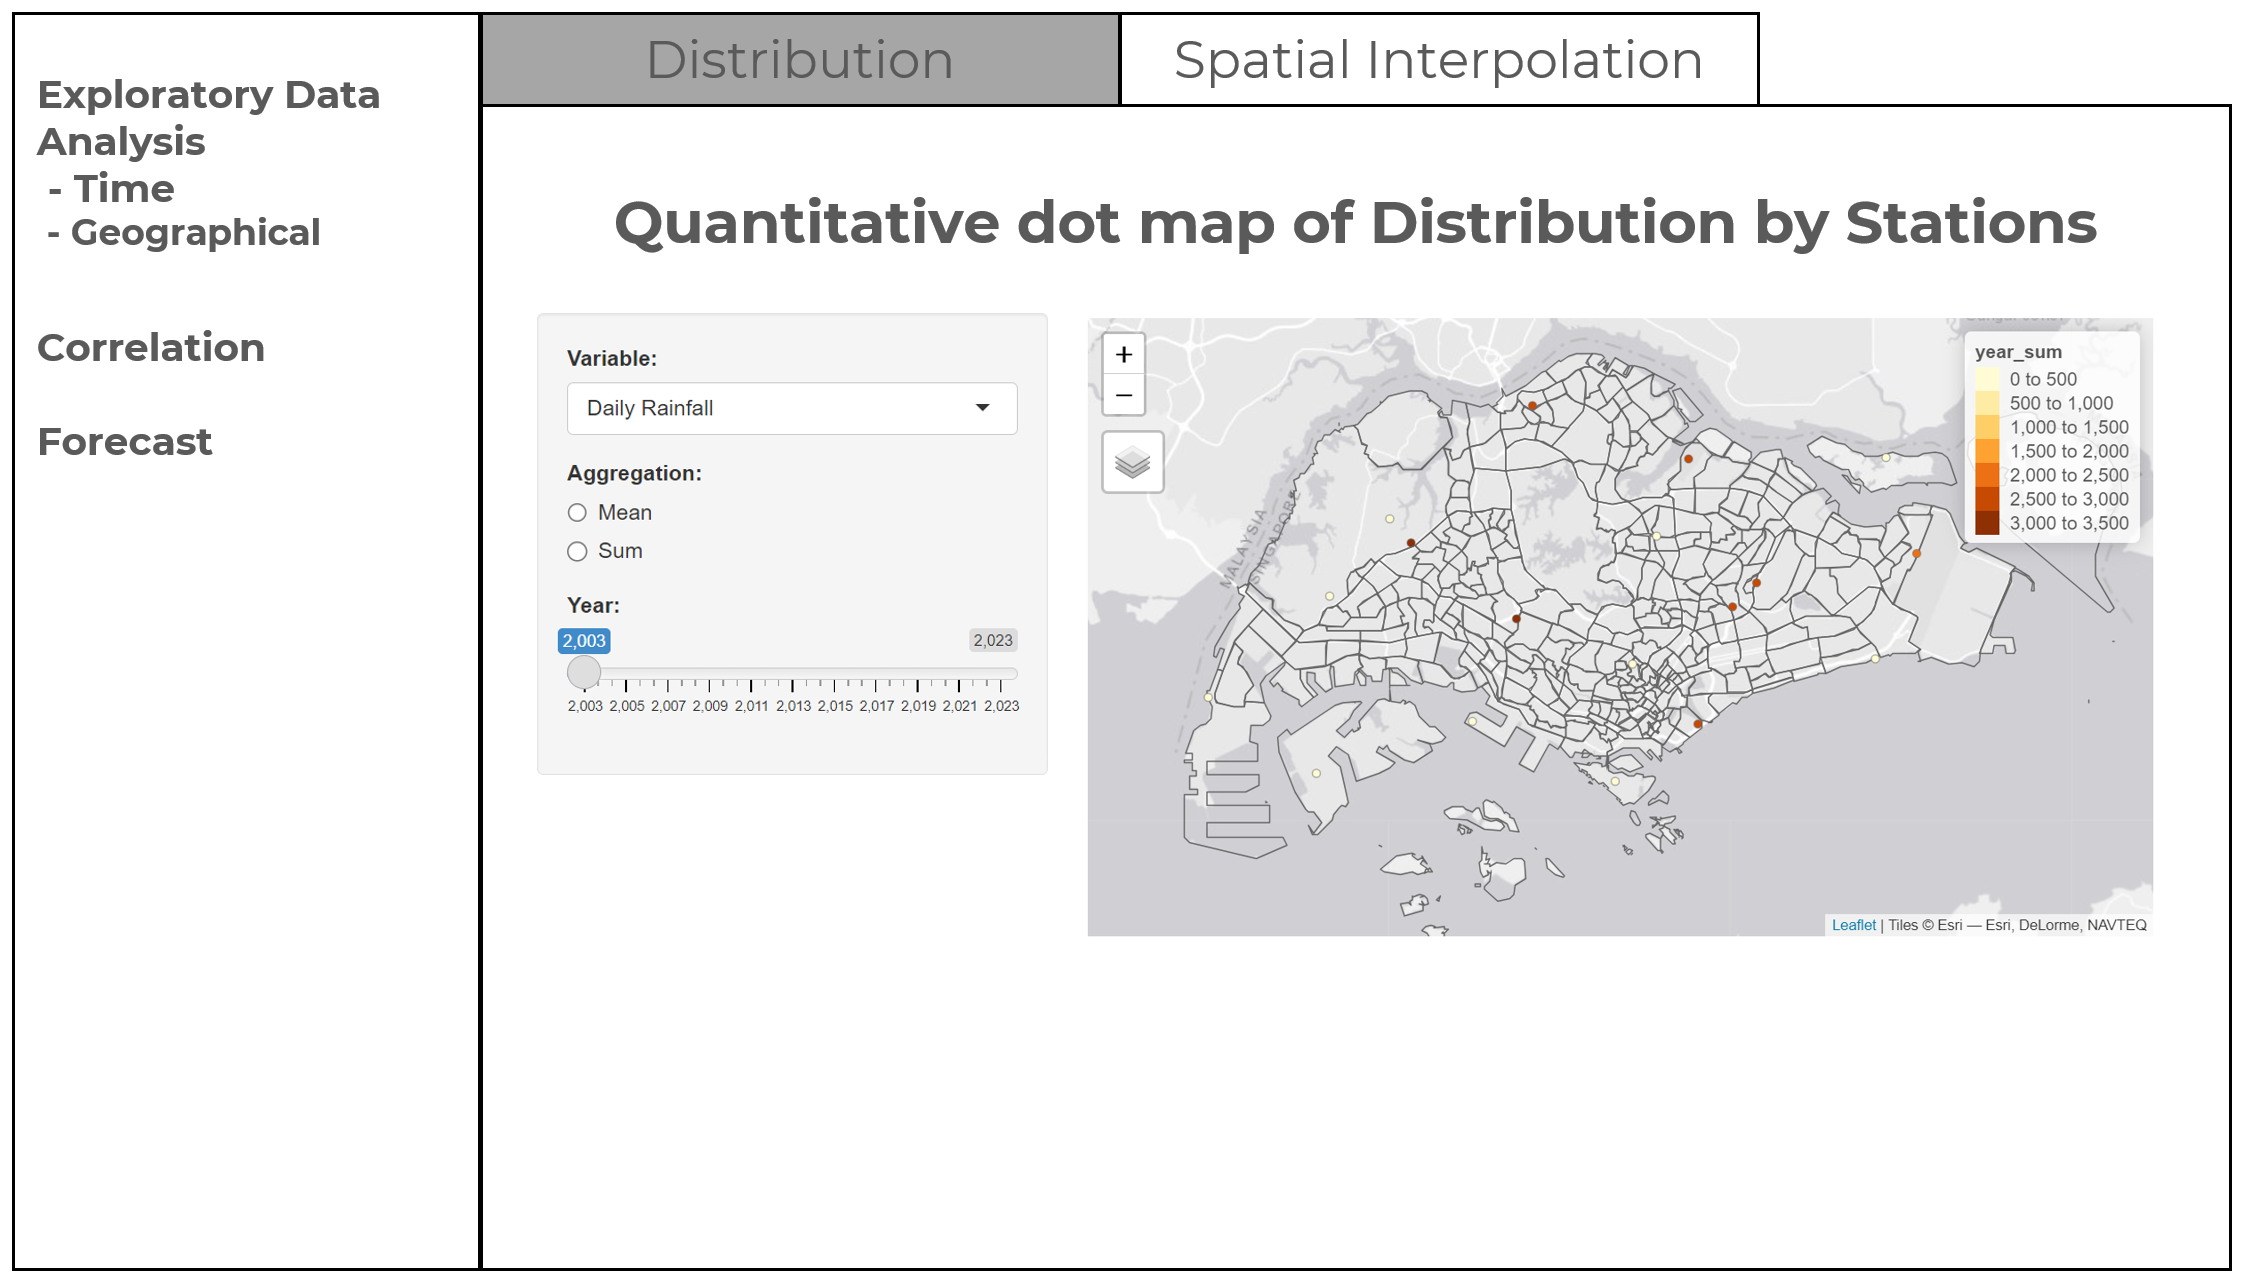 Exploratory Data
Analysis
- Time
- Geographical
Correlation
Forecast
Distribution
Spatial Interpolation
Quantitative dot map of Distribution by Stations
Variable:
Daily Rainfall
Aggregation:
Mean
Sum
Year:
2,003
2,023
2,003 2,005 2,007 2,009 2,011 2,013 2,015 2,017 2,019 2,021 2,023
+
−
MALAYSIA
SINGAPORE
year_sum
0 to 500
500 to 1,000
1,000 to 1,500
1,500 to 2,000
2,000 to 2,500
2,500 to 3,000
3,000 to 3,500
Leaflet | Tiles © Esri — Esri, DeLorme, NAVTEQ